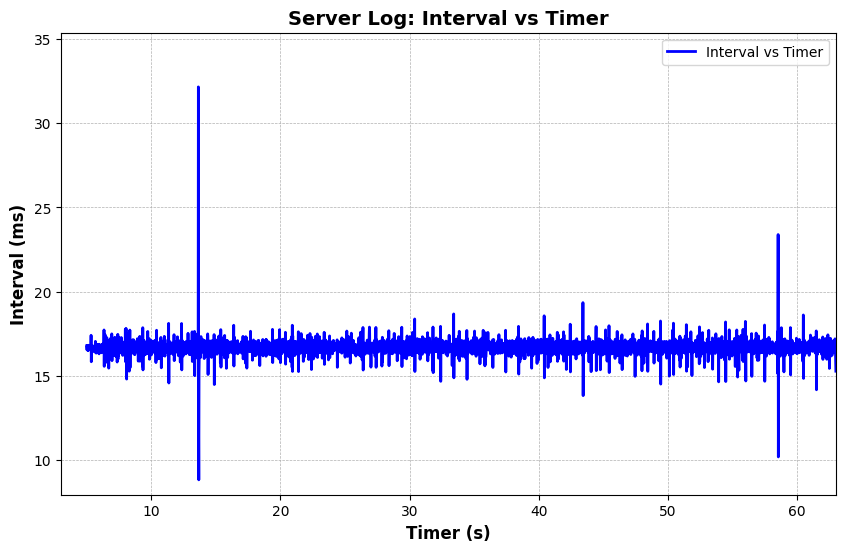 Server Log: Interval vs Timer
Interval vs Timer
35
30
25
20
15
10
Interval (ms)
10 20 30 40 50 60
Timer (s)